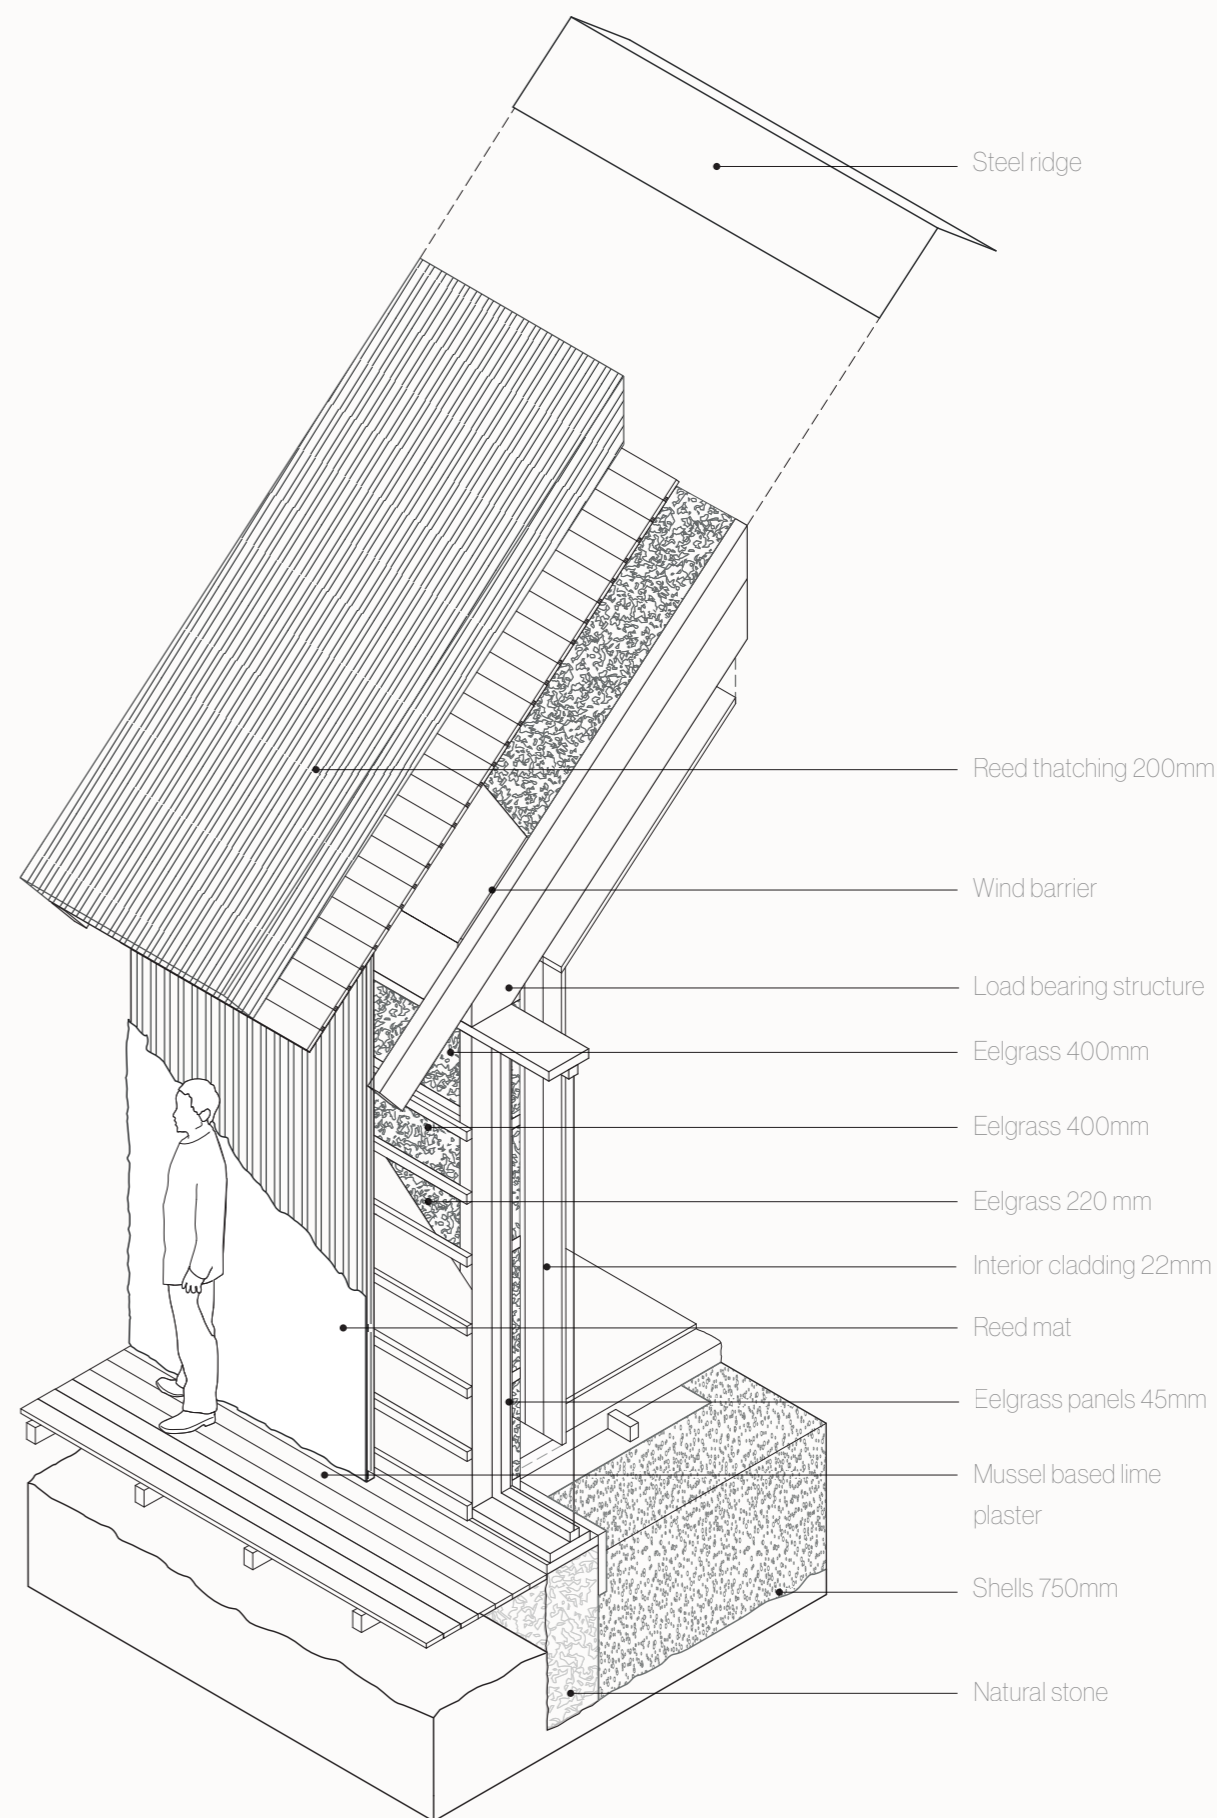 Steel ridge
Reed thatching 200mm
Wind barrier
Load bearing structure
Eelgrass 400mm
Eelgrass 400mm
Eelgrass 220 mm
Interior cladding 22mm
Reed mat
Eelgrass panels 45mm
Mussel based lime
plaster
Shells 750mm
Natural stone